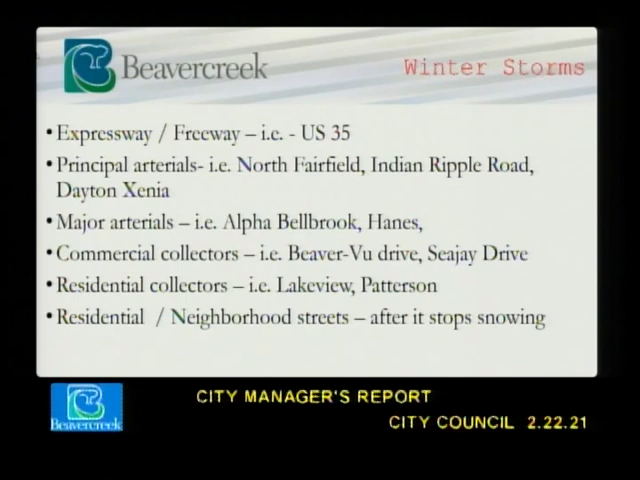 Beavercreek
Winter Storms
• Expressway / Freeway – i.e. - US 35
• Principal arterials- i.e. North Fairfield, Indian Ripple Road,
Dayton Xenia
• Major arterials – i.e. Alpha Bellbrook, Hanes,
• Commercial collectors – i.e. Beaver-Vu drive, Seajay Drive
• Residential collectors – i.e. Lakeview, Patterson
• Residential / Neighborhood streets – after it stops snowing
Beavercreek
CITY MANAGER'S REPORT
CITY COUNCIL 2.22.21